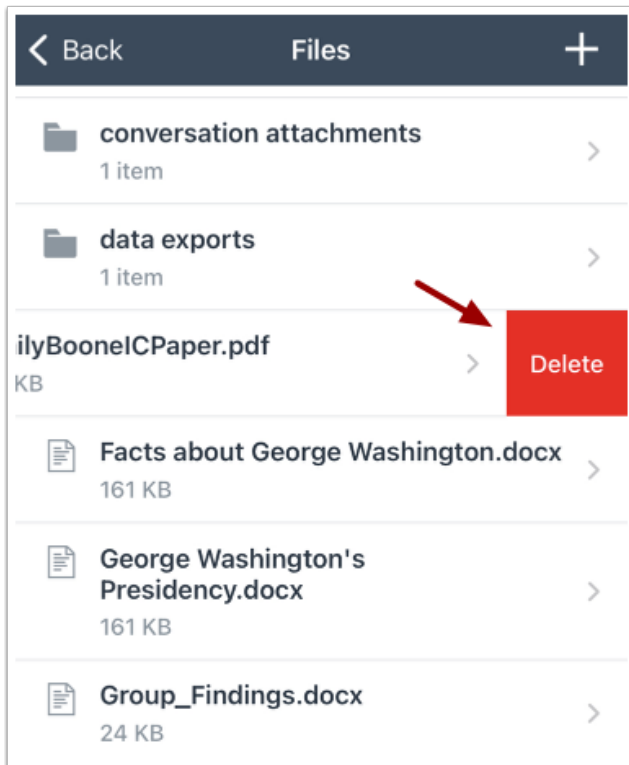 Back
Files
conversation attachments
1 item
data exports
1 item
ilyBooneICPaper.pdf
KB
Delete
Facts about George Washington.docx
161 KB
George Washington's
Presidency.docx
161 KB
Group_Findings.docx
24 KB